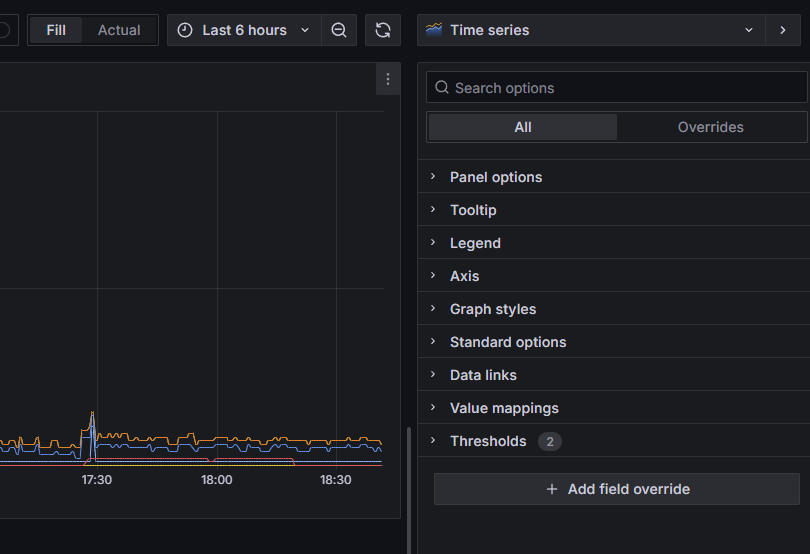 Fill Actual Last 6 hours Time series
Search options
All Overrides
Panel options
Tooltip
Legend
Axis
Graph styles
Standard options
Data links
Value mappings
Thresholds 2
17:30 18:00 18:30
+ Add field override